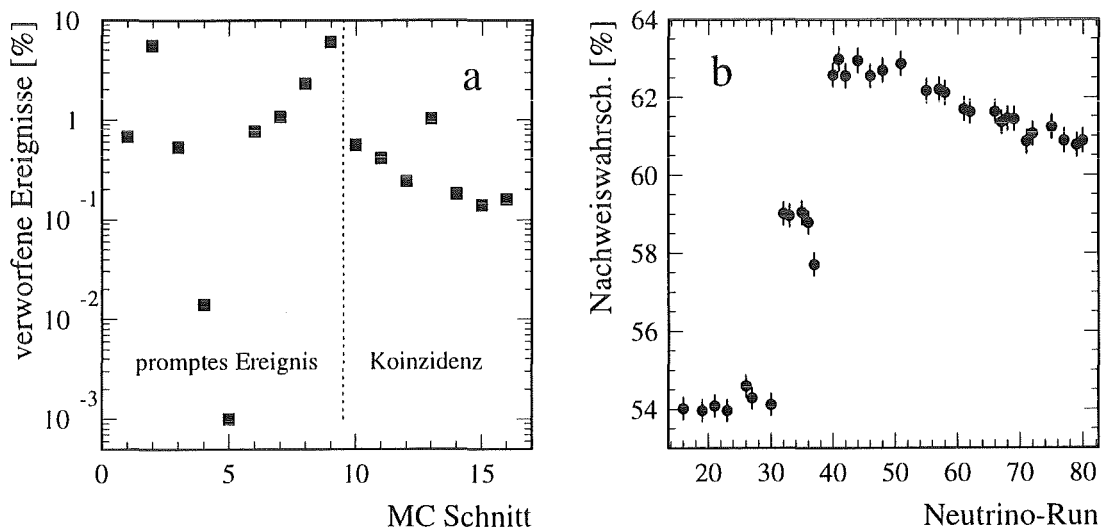 verworfene Ereignisse [%]
10
1
10 -1
10 -2
10 -3
a
promptes Ereignis
Koinzidenz
0
5
10
15
MC Schnitt
Nachweiswahrsch. [%]
64
62
60
58
56
54
b
20
30
40
50
60
70
80
Neutrino-Run